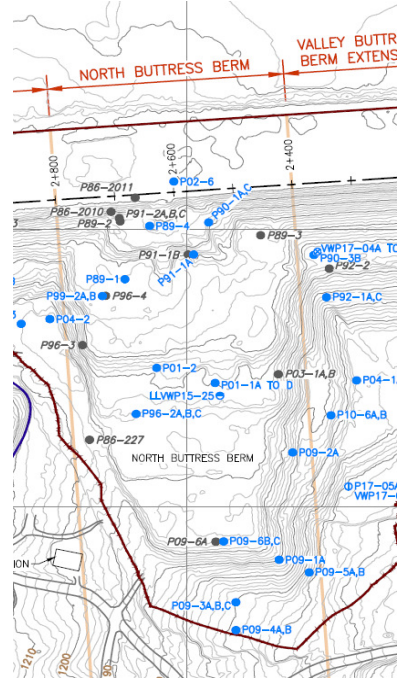 NORTH BUTTRESS BERM
VALLEY BUTTR
BERM EXTENS
2+800
2+600
2+400
P02-6
P86-2011
P86-2010
P91-2A,B,C
P90-1A,C
P89-2
P89-4
P89-3
VWP17-04A TO
P90-3B
P91-1B
P91-1A
P92-2
P89-1
P99-2A,B
P96-4
P92-1A,C
P04-2
P96-3
P01-2
P03-1A,B
P01-1A TO D
P04-1
LLVWP15-25
P96-2A,B,C
P10-6A,B
P86-227
NORTH BUTTRESS BERM
P09-2A
P17-05A
VWP17-
P09-6A
P09-6B,C
P09-1A
ON
P09-5A,B
P09-3A,B,C
P09-4A,B
1210
1200